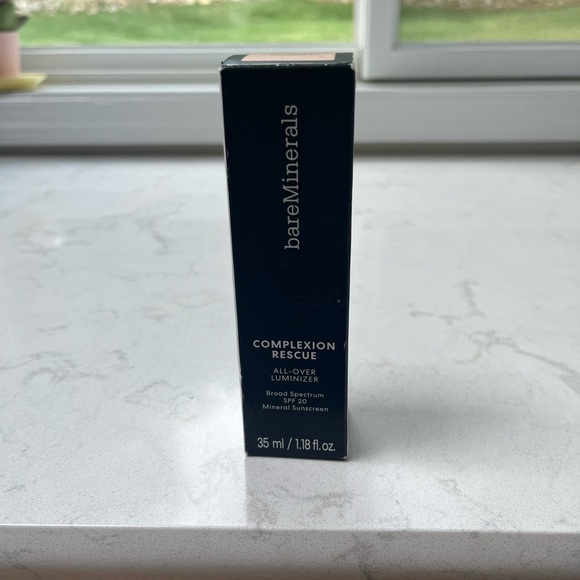 bareMinerals
COMPLEXION
RESCUE
ALL-OVER
LUMINIZER
Broad Spectrum
SPF 20
Mineral Sunscreen
35 ml / 1.18 fl. oz.